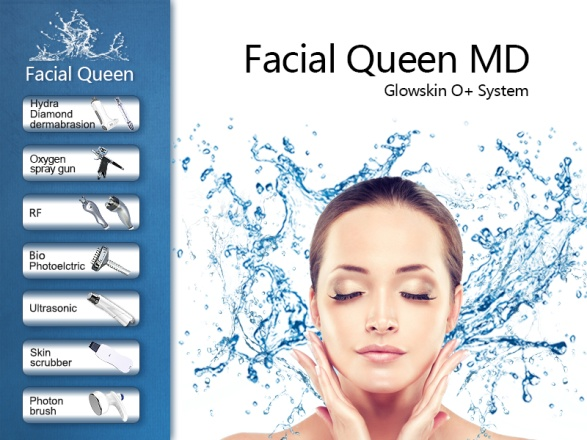 Facial Queen
Hydra
Diamond
dermabrasion
Oxygen
spray gun
RF
Bio
Photoelctric
Ultrasonic
Skin
scrubber
Photon
brush
Facial Queen MD
Glowskin O+ System